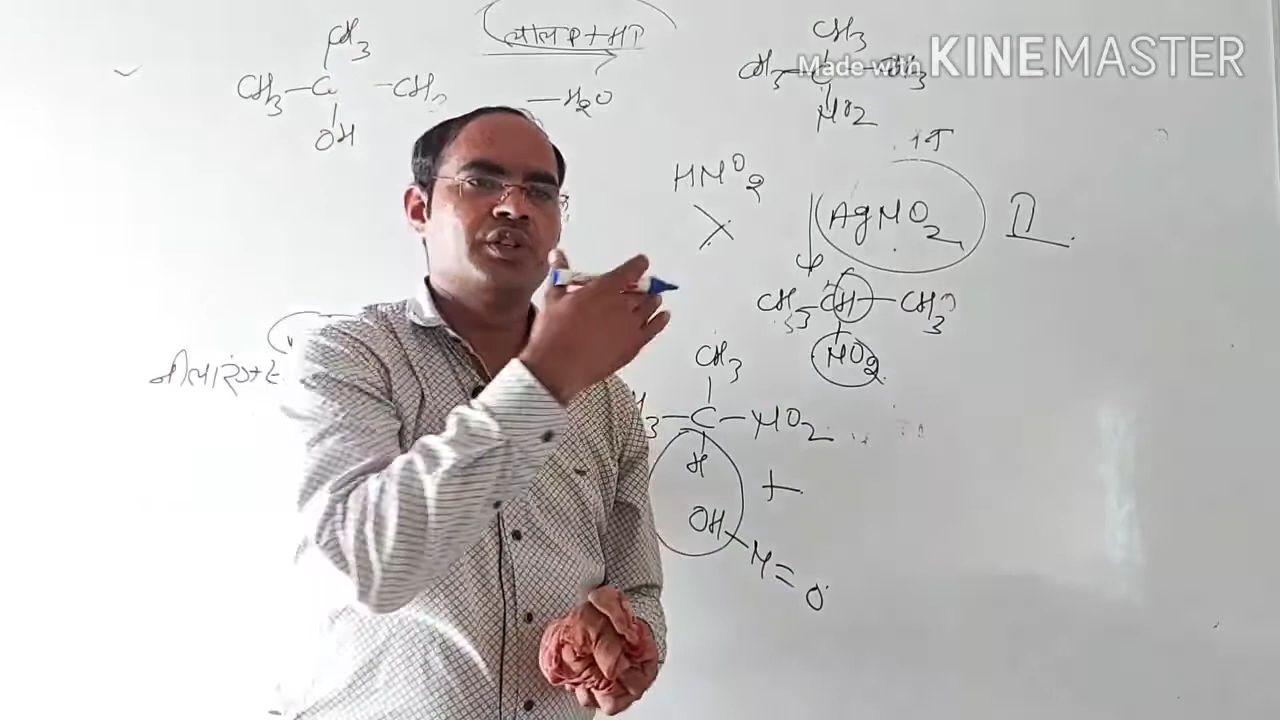 CH3
CH3-C-CH3
OH
लाल P + HI
-H2O
CH3
CH3
NO2
Made with KINEMASTER
HNO2
X
AgNO2
II
CH3-CH-CH3
NO2
नीला रंग
CH3
3-C-NO2
H
+
OH
N=O